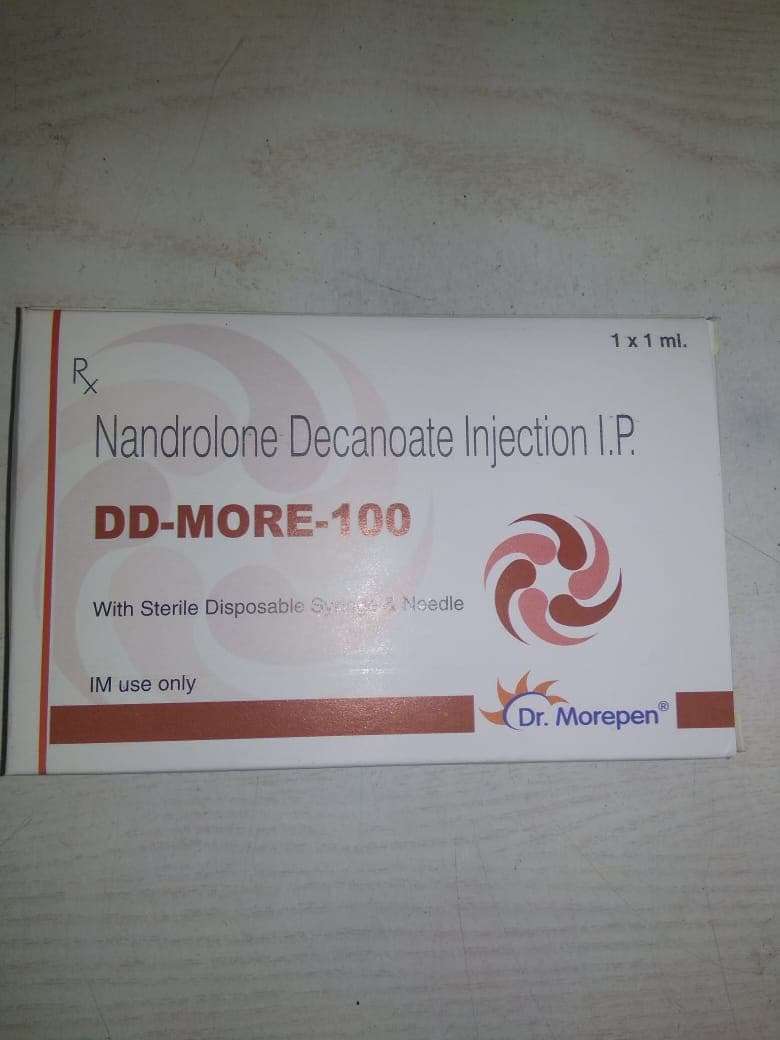 1 x 1 ml.
Rx
Nandrolone Decanoate Injection I.P.
DD-MORE-100
With Sterile Disposable Syringe & Needle
IM use only
Dr. Morepen®